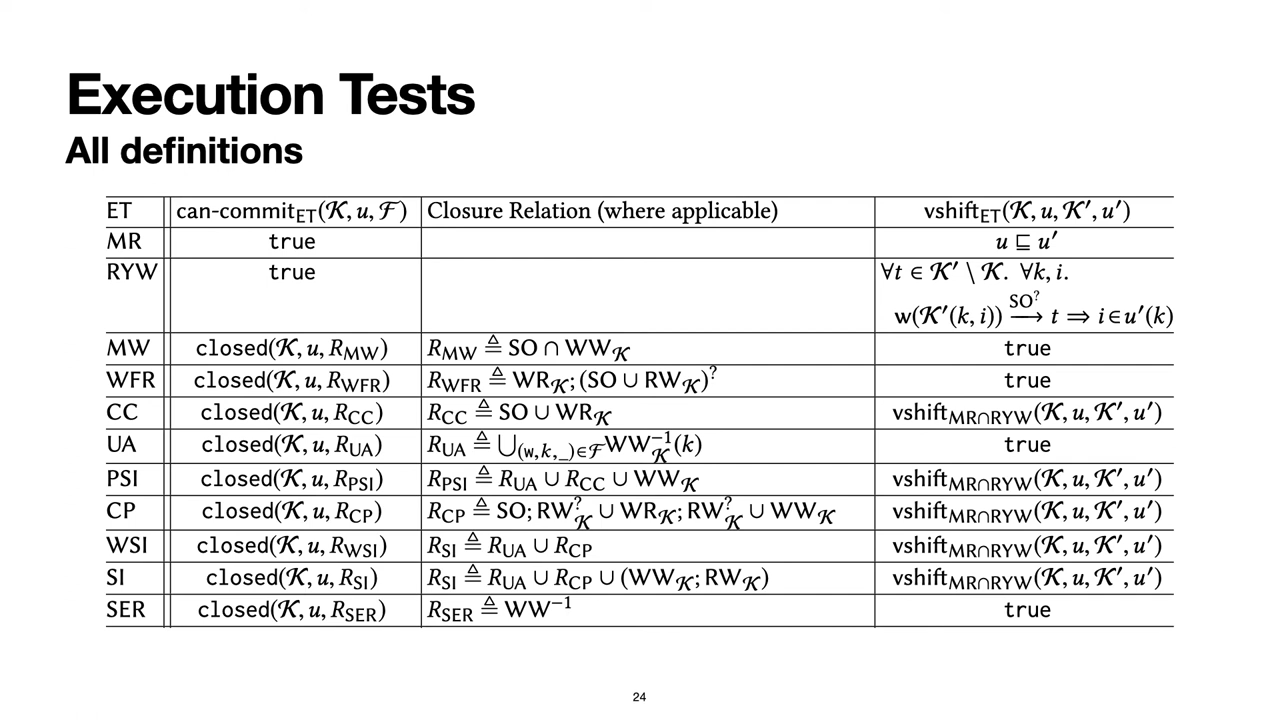 Execution Tests
All definitions
ET can-commit_ET(𝒦, u, ℱ) Closure Relation (where applicable) vshift_ET(𝒦, u, 𝒦′, u′)
MR true u ⊑ u′
RYW true ∀t ∈ 𝒦′ \ 𝒦. ∀k, i.
w(𝒦′(k, i)) —SO?→ t ⇒ i ∈ u′(k)
MW closed(𝒦, u, R_MW) R_MW ≜ SO ∩ WW_𝒦 true
WFR closed(𝒦, u, R_WFR) R_WFR ≜ WR_𝒦; (SO ∪ RW_𝒦)^? true
CC closed(𝒦, u, R_CC) R_CC ≜ SO ∪ WR_𝒦 vshift_MR∩RYW(𝒦, u, 𝒦′, u′)
UA closed(𝒦, u, R_UA) R_UA ≜ ⋃_(w,k,_)∈ℱ WW_𝒦^−1(k) true
PSI closed(𝒦, u, R_PSI) R_PSI ≜ R_UA ∪ R_CC ∪ WW_𝒦 vshift_MR∩RYW(𝒦, u, 𝒦′, u′)
CP closed(𝒦, u, R_CP) R_CP ≜ SO; RW_𝒦^? ∪ WR_𝒦; RW_𝒦^? ∪ WW_𝒦 vshift_MR∩RYW(𝒦, u, 𝒦′, u′)
WSI closed(𝒦, u, R_WSI) R_SI ≜ R_UA ∪ R_CP vshift_MR∩RYW(𝒦, u, 𝒦′, u′)
SI closed(𝒦, u, R_SI) R_SI ≜ R_UA ∪ R_CP ∪ (WW_𝒦; RW_𝒦) vshift_MR∩RYW(𝒦, u, 𝒦′, u′)
SER closed(𝒦, u, R_SER) R_SER ≜ WW^−1 true
24